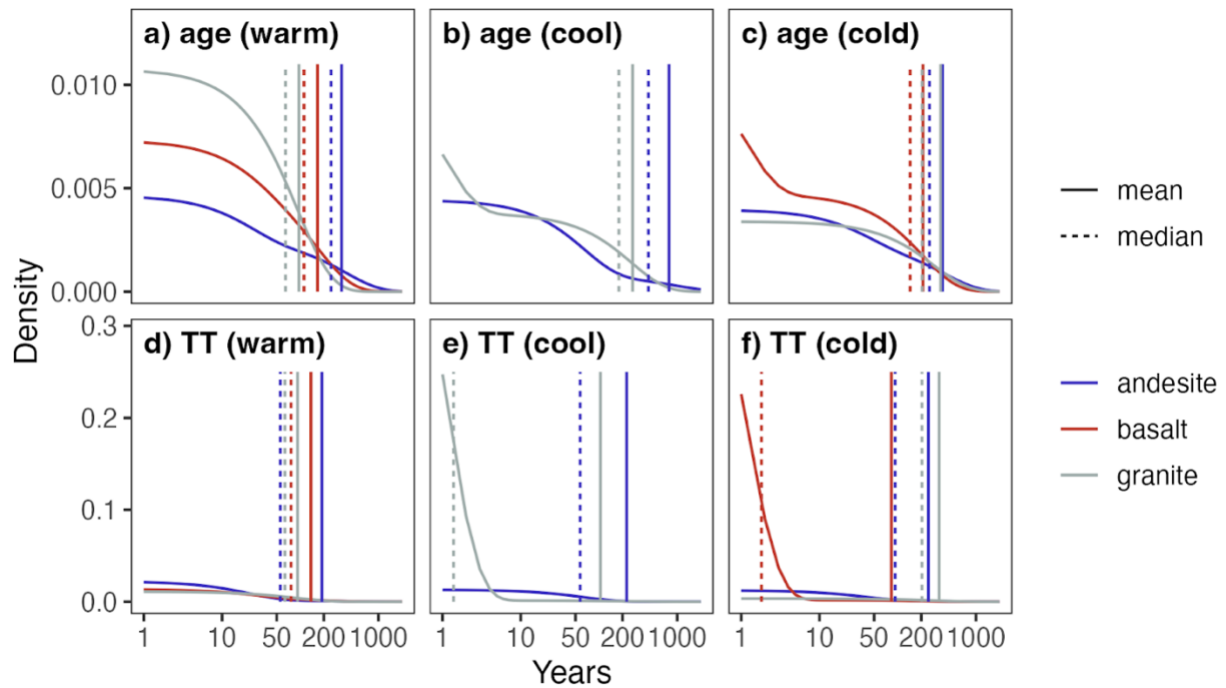 a) age (warm)
b) age (cool)
c) age (cold)
0.010
0.005
0.000
Density
mean
median
d) TT (warm)
e) TT (cool)
f) TT (cold)
0.3
0.2
0.1
0.0
andesite
basalt
granite
1 10 50 200 1000
1 10 50 200 1000
1 10 50 200 1000
Years